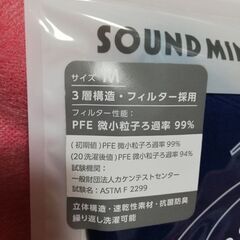 SOUND MI
サイズ M
3層構造・フィルター採用
フィルター性能：
PFE 微小粒子ろ過率 99%
（初期値）PFE 微小粒子ろ過率 99%
（20洗濯後値）PFE 微小粒子ろ過率 94%
試験機関：
一般財団法人カケンテストセンター
試験名：ASTM F 2299
立体構造・速乾性素材・抗菌防臭
繰り返し洗濯可能